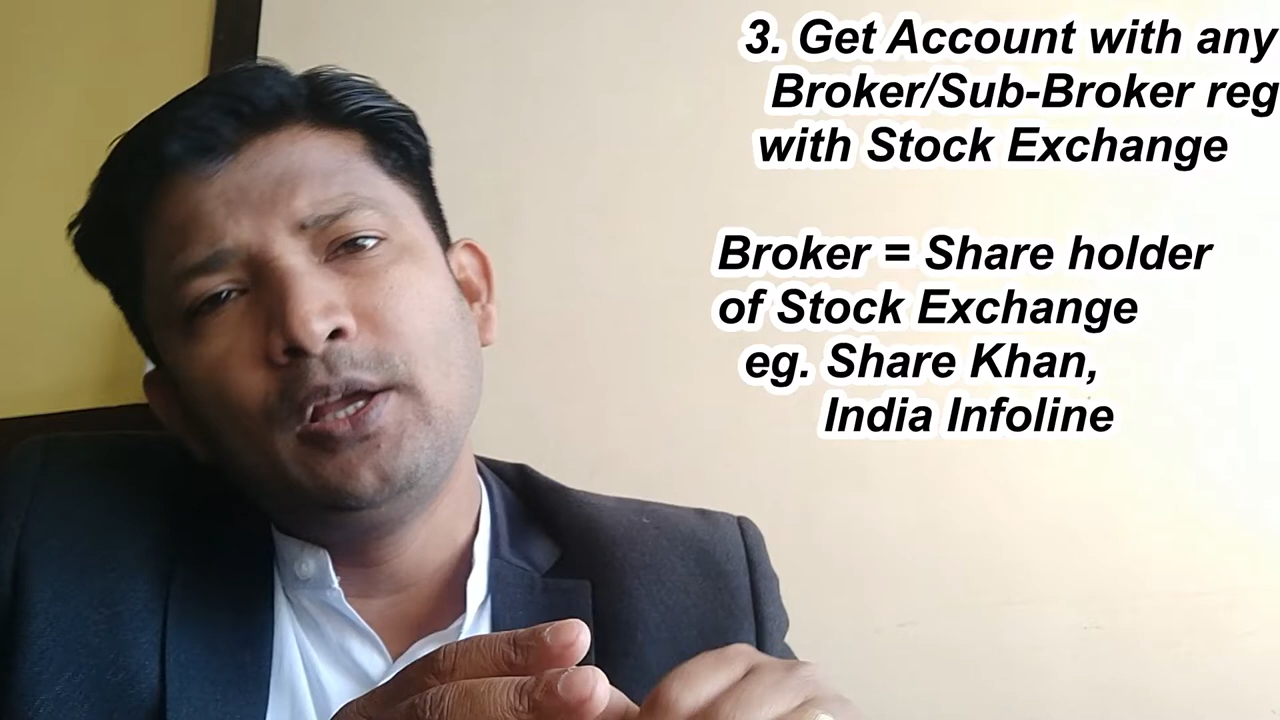 3. Get Account with any
Broker/Sub-Broker reg
with Stock Exchange
Broker = Share holder
of Stock Exchange
eg. Share Khan,
India Infoline